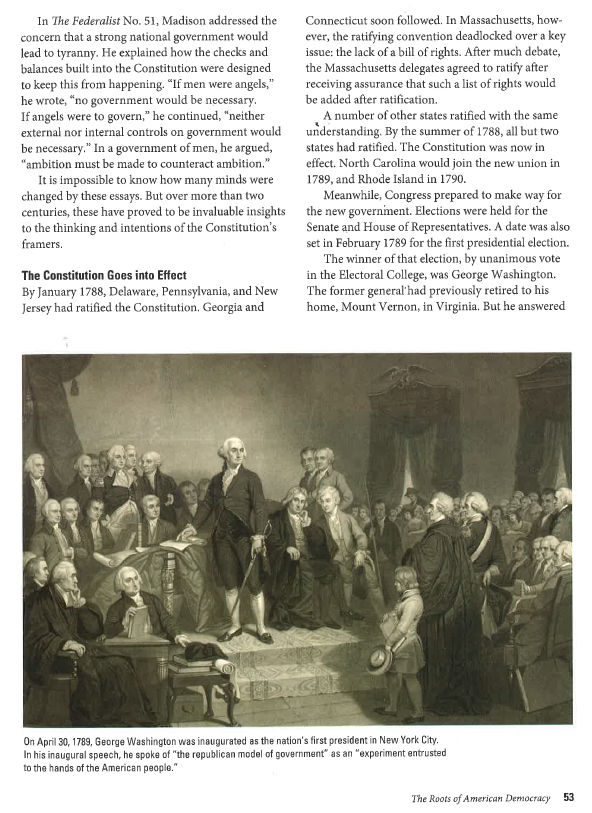 In The Federalist No. 51, Madison addressed the
concern that a strong national government would
lead to tyranny. He explained how the checks and
balances built into the Constitution were designed
to keep this from happening. “If men were angels,”
he wrote, “no government would be necessary.
If angels were to govern,” he continued, “neither
external nor internal controls on government would
be necessary.” In a government of men, he argued,
“ambition must be made to counteract ambition.”
It is impossible to know how many minds were
changed by these essays. But over more than two
centuries, these have proved to be invaluable insights
to the thinking and intentions of the Constitution’s
framers.
The Constitution Goes into Effect
By January 1788, Delaware, Pennsylvania, and New
Jersey had ratified the Constitution. Georgia and
Connecticut soon followed. In Massachusetts, how-
ever, the ratifying convention deadlocked over a key
issue: the lack of a bill of rights. After much debate,
the Massachusetts delegates agreed to ratify after
receiving assurance that such a list of rights would
be added after ratification.
A number of other states ratified with the same
understanding. By the summer of 1788, all but two
states had ratified. The Constitution was now in
effect. North Carolina would join the new union in
1789, and Rhode Island in 1790.
Meanwhile, Congress prepared to make way for
the new government. Elections were held for the
Senate and House of Representatives. A date was also
set in February 1789 for the first presidential election.
The winner of that election, by unanimous vote
in the Electoral College, was George Washington.
The former general had previously retired to his
home, Mount Vernon, in Virginia. But he answered
On April 30, 1789, George Washington was inaugurated as the nation’s first president in New York City.
In his inaugural speech, he spoke of “the republican model of government” as an “experiment entrusted
to the hands of the American people.”
The Roots of American Democracy 53